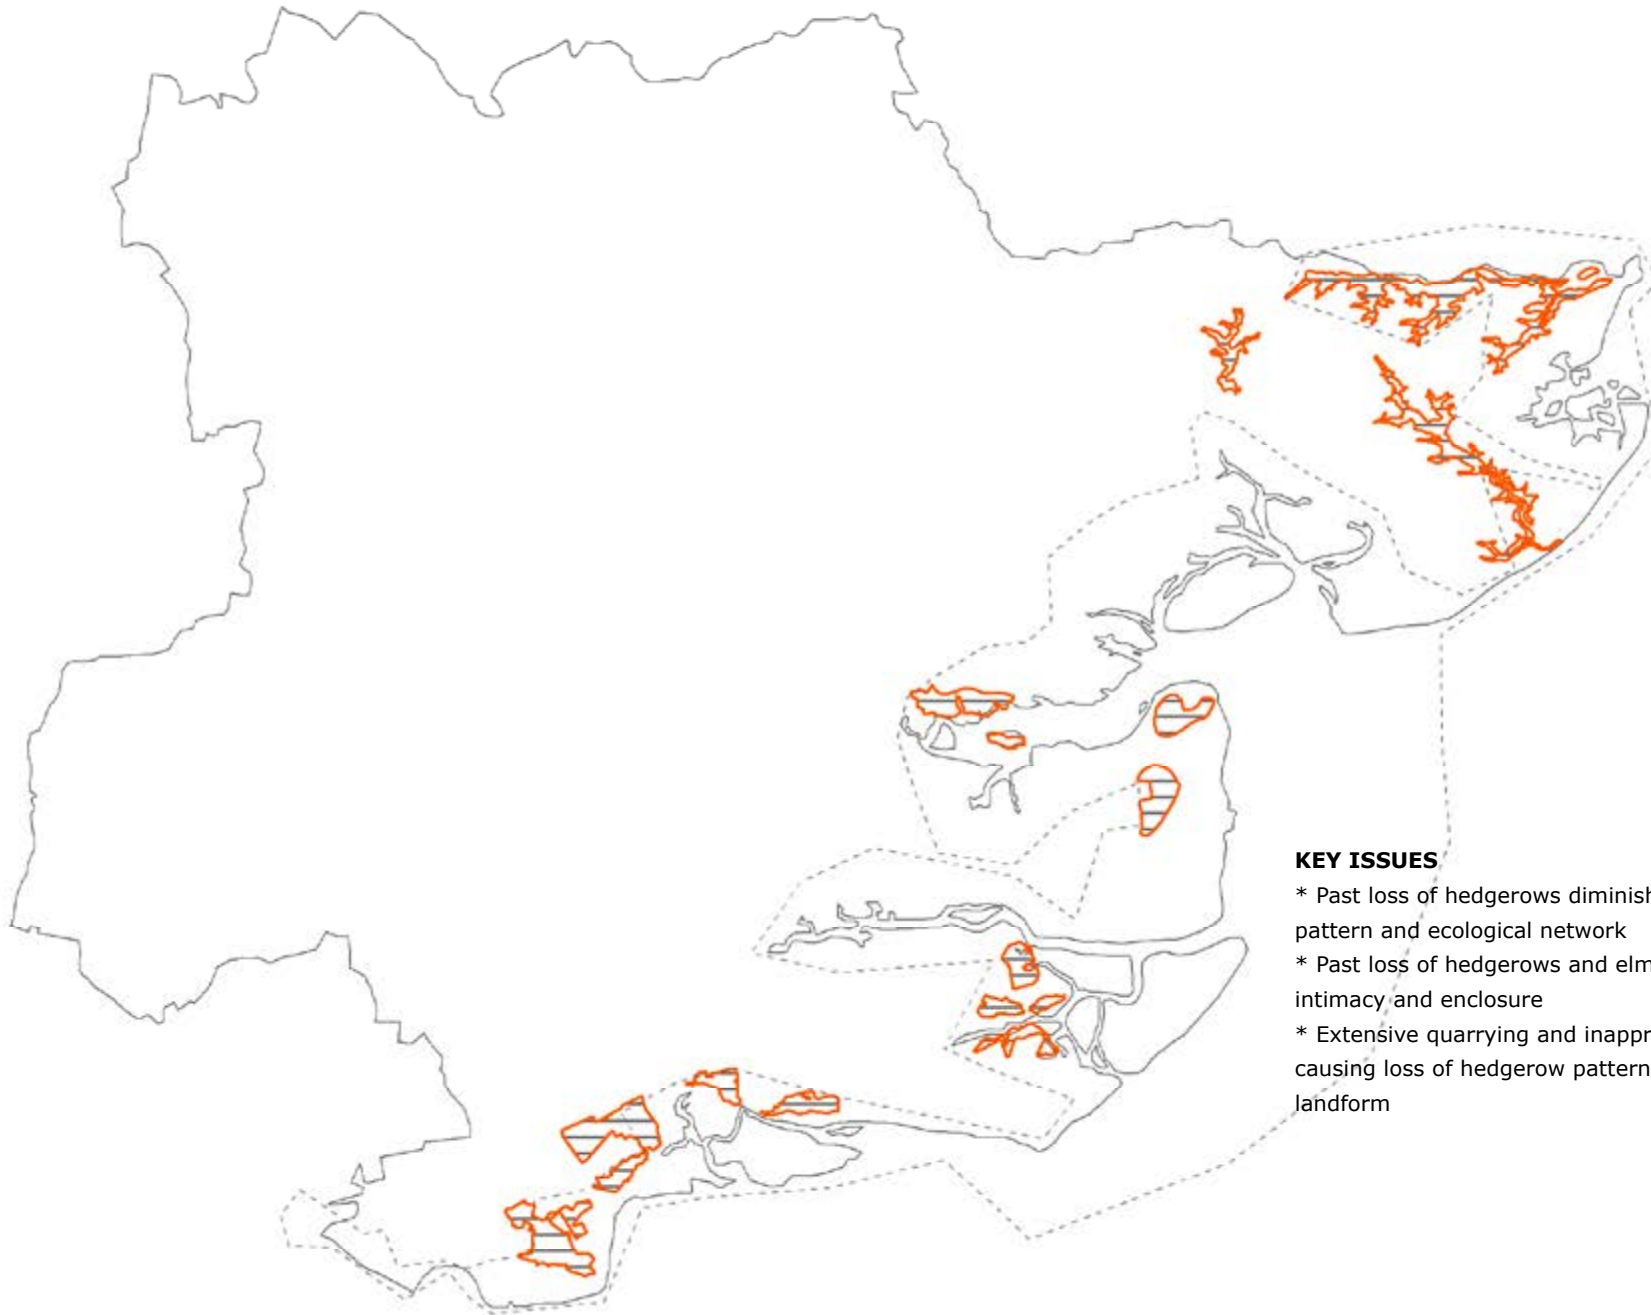 KEY ISSUES
* Past loss of hedgerows diminish
pattern and ecological network
* Past loss of hedgerows and elm
intimacy and enclosure
* Extensive quarrying and inappr
causing loss of hedgerow pattern
landform